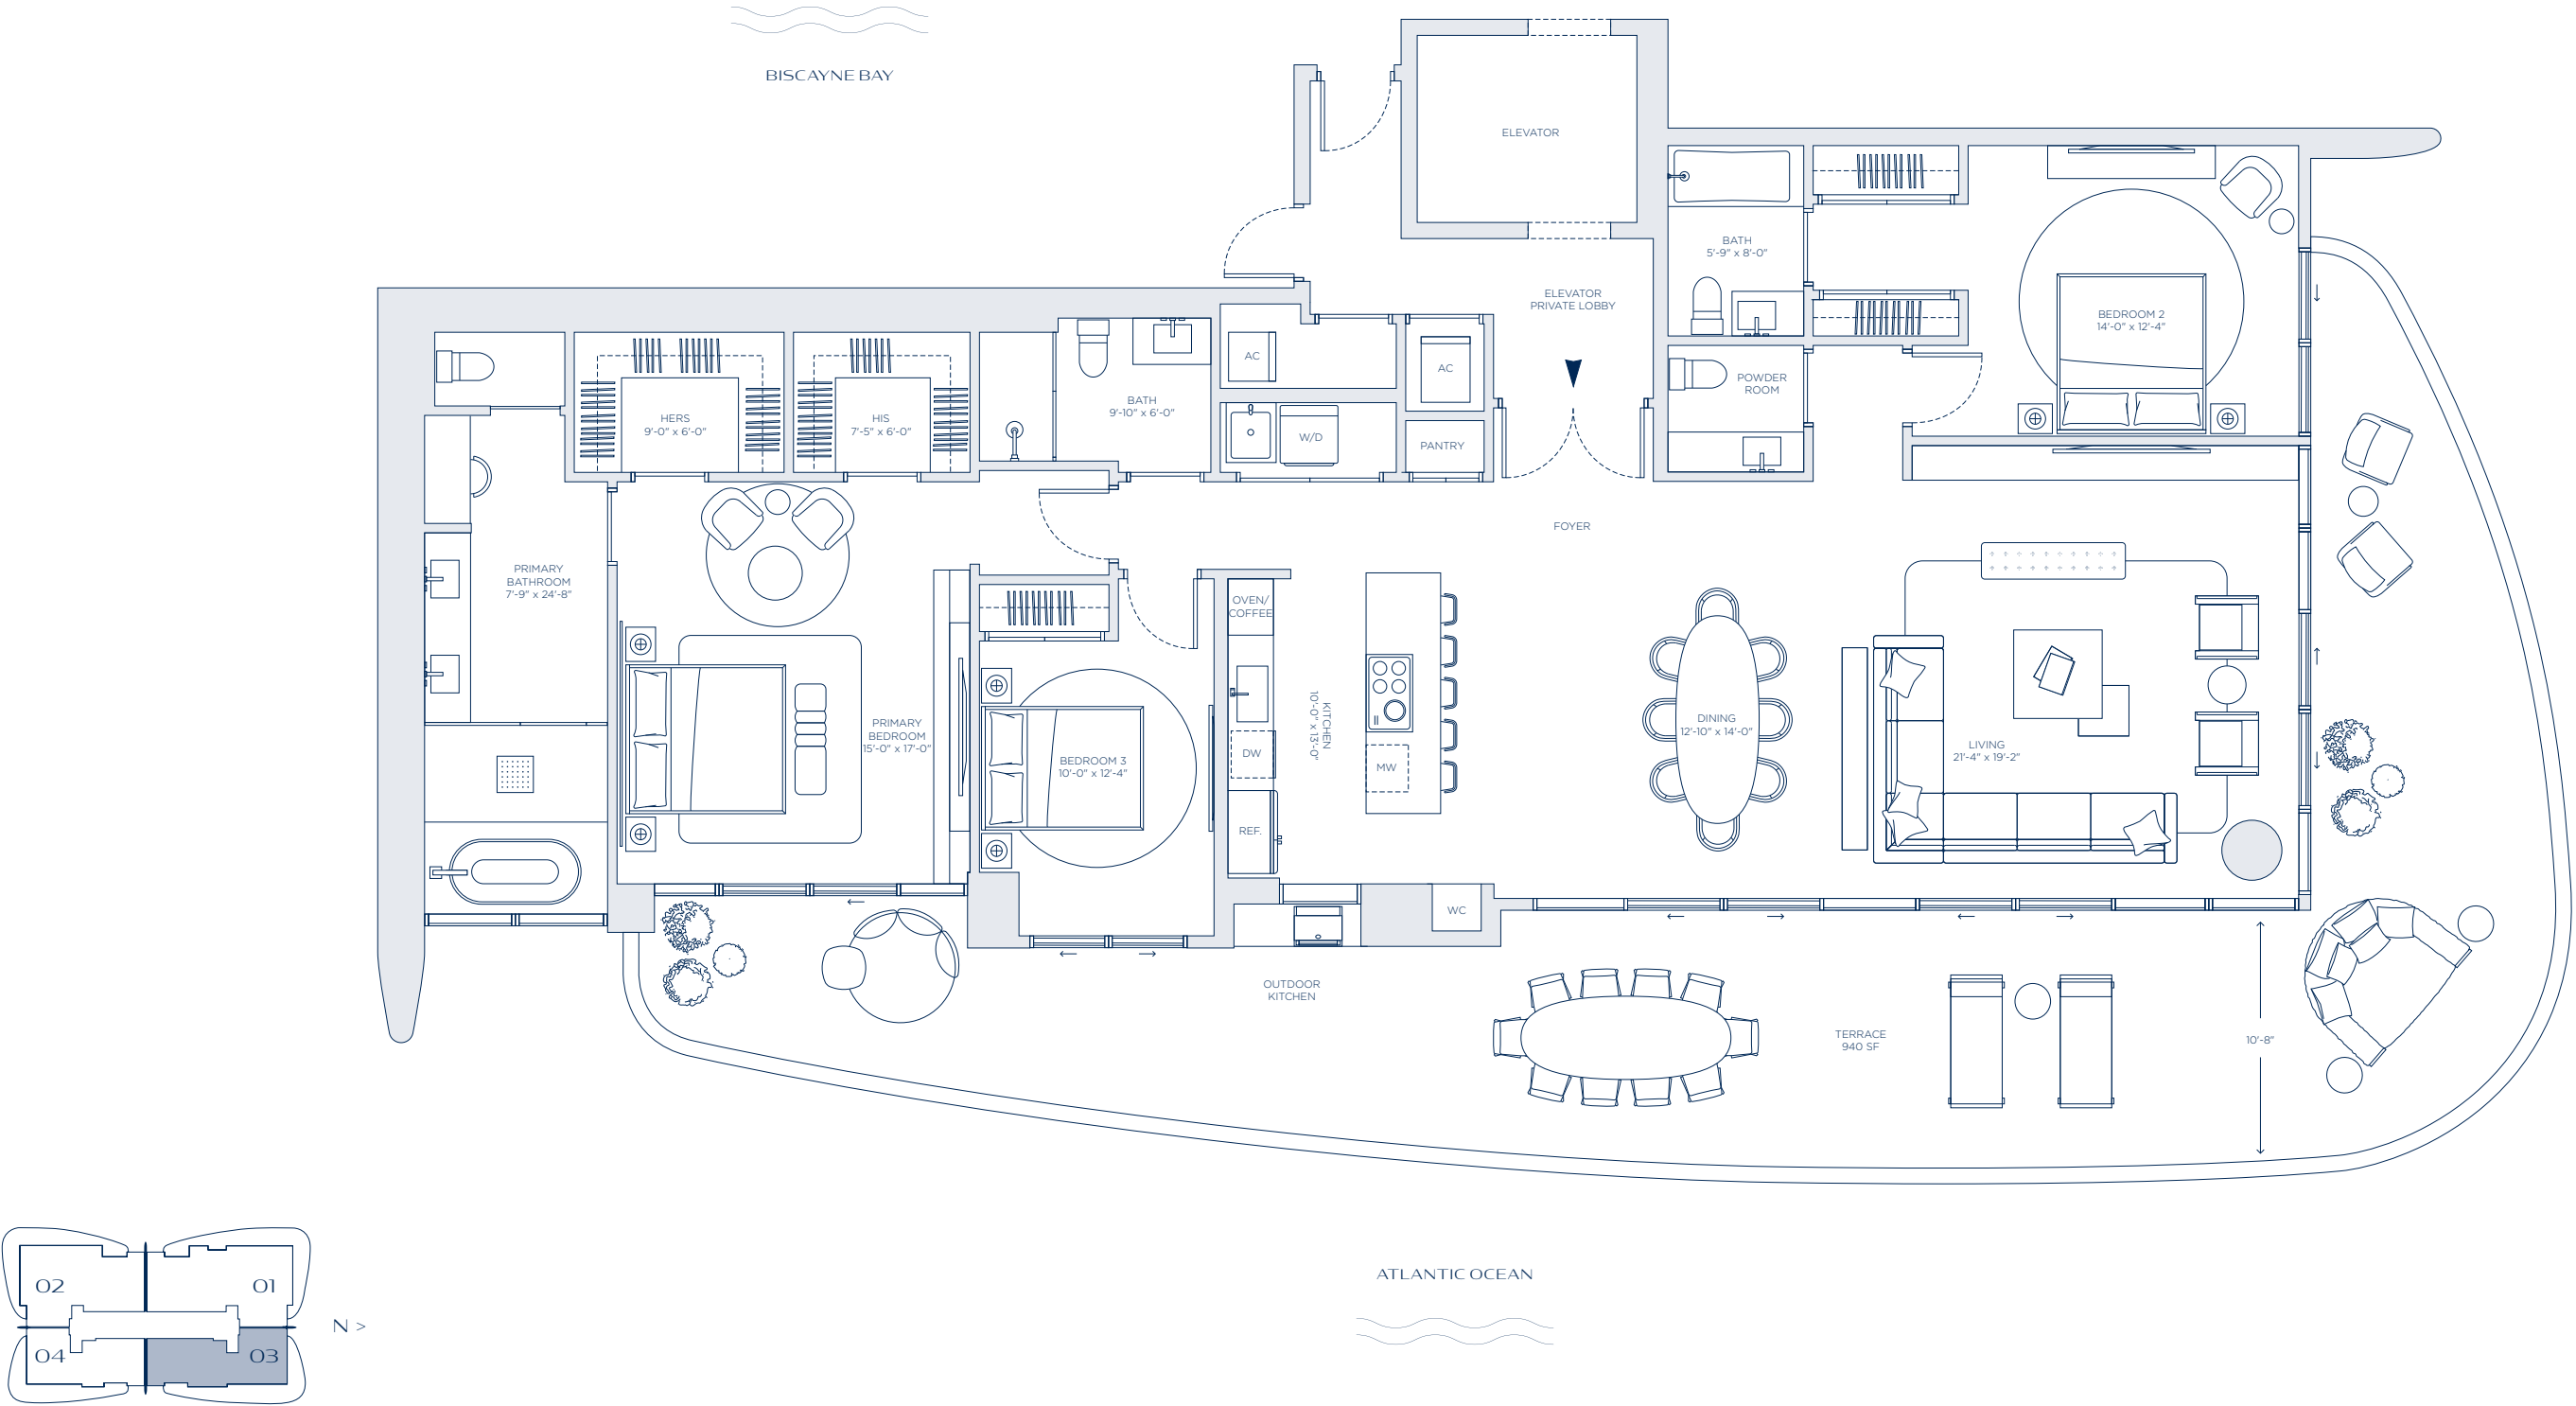 BISCAYNE BAY
ELEVATOR
ELEVATOR
PRIVATE LOBBY
BATH
5'-9" x 8'-0"
BEDROOM 2
14'-0" x 12'-4"
POWDER
ROOM
AC
AC
HERS
9'-0" x 6'-0"
HIS
7'-5" x 6'-0"
BATH
9'-10" x 6'-0"
W/D
PANTRY
FOYER
PRIMARY
BATHROOM
7'-9" x 24'-8"
OVEN/
COFFEE
PRIMARY
BEDROOM
15'-0" x 17'-0"
BEDROOM 3
10'-0" x 12'-4"
KITCHEN
10'-0" x 13'-0"
DW
MW
REF.
DINING
12'-10" x 14'-0"
LIVING
21'-4" x 19'-2"
WC
OUTDOOR
KITCHEN
TERRACE
940 SF
10'-8"
ATLANTIC OCEAN
02
01
04
03
N >